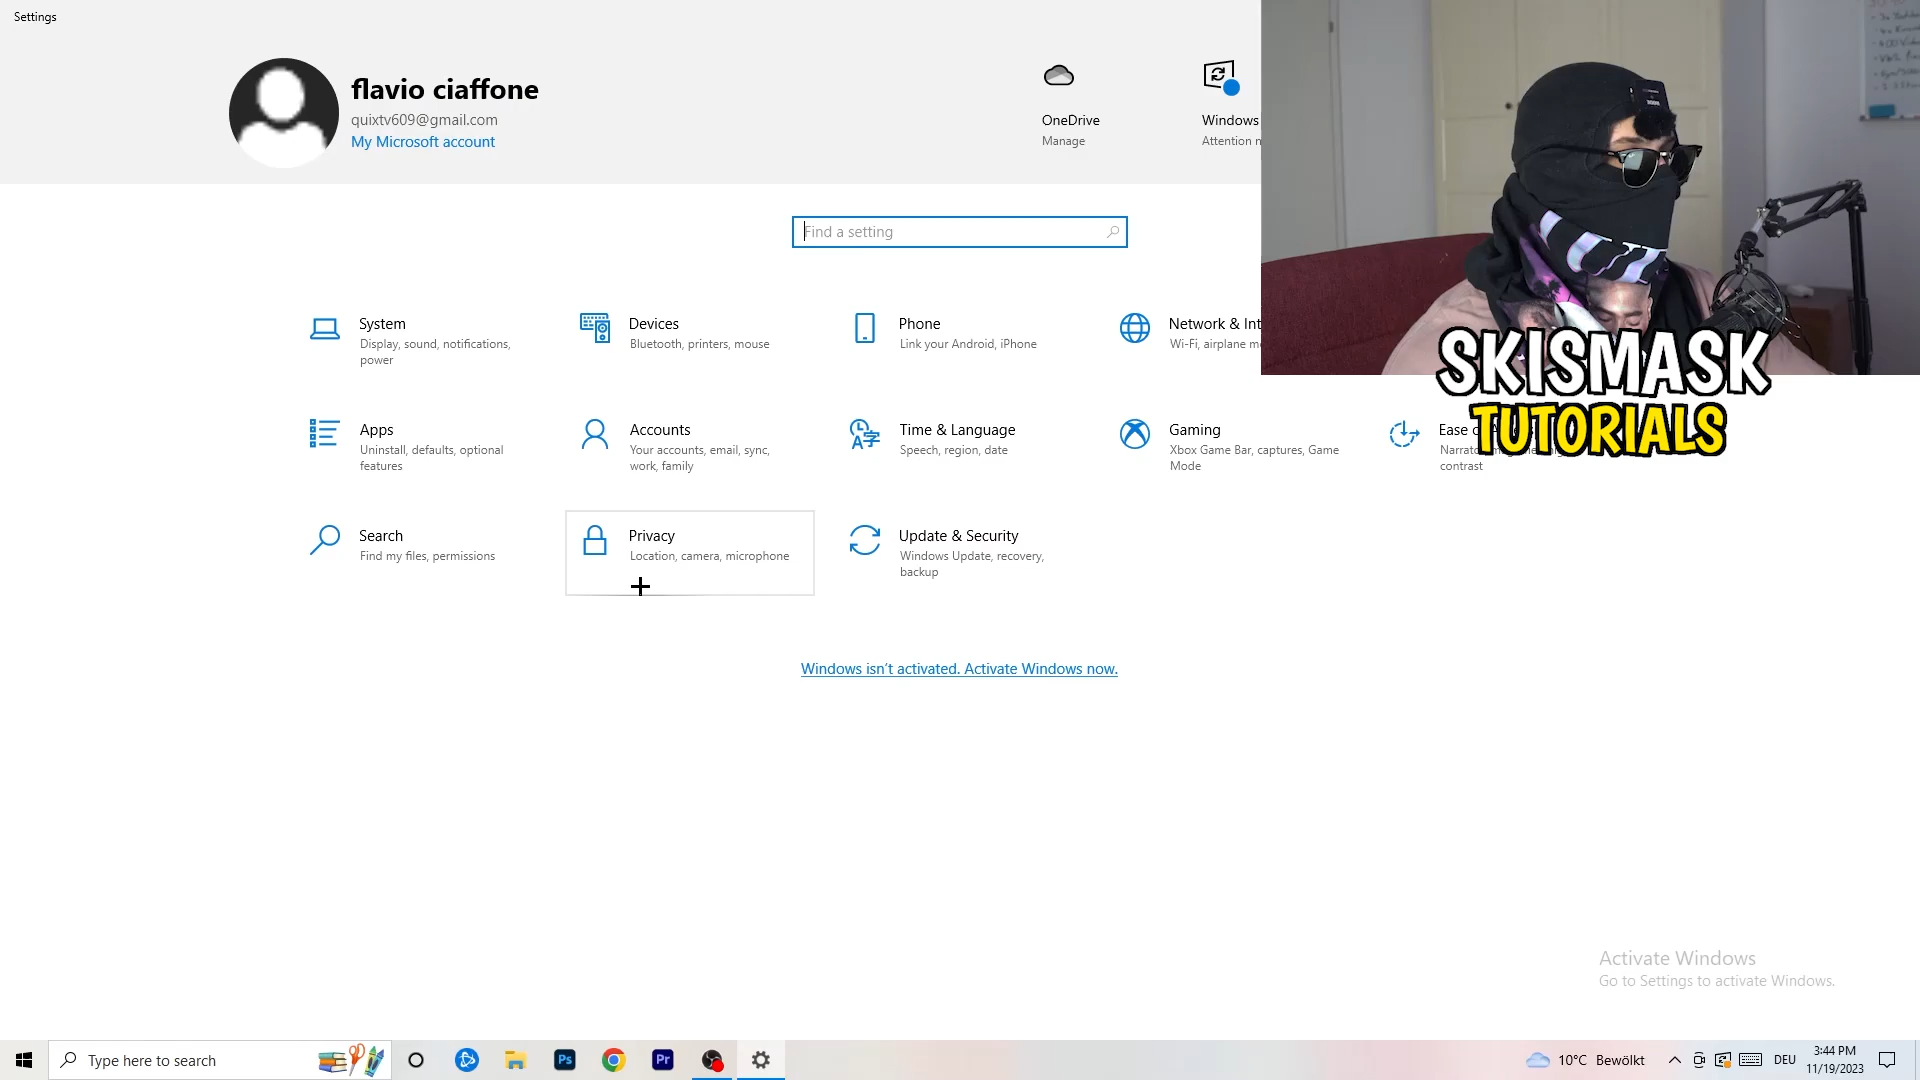 Settings
flavio ciaffone
quixtv609@gmail.com
My Microsoft account
OneDrive
Manage
Windows
Attention
Find a setting
System
Display, sound, notifications,
power
Devices
Bluetooth, printers, mouse
Phone
Link your Android, iPhone
Network & Int
Wi-Fi, airplane
SKISMASK
TUTORIALS
Apps
Uninstall, defaults, optional
features
Accounts
Your accounts, email, sync,
work, family
Time & Language
Speech, region, date
Gaming
Xbox Game Bar, captures, Game
Mode
Ease
contrast
Search
Find my files, permissions
Privacy
Location, camera, microphone
Update & Security
Windows Update, recovery,
backup
Windows isn't activated. Activate Windows now.
Activate Windows
Go to Settings to activate Windows.
Type here to search
Ps
Pr
10°C Bewölkt
DEU
3:44 PM
11/19/2023